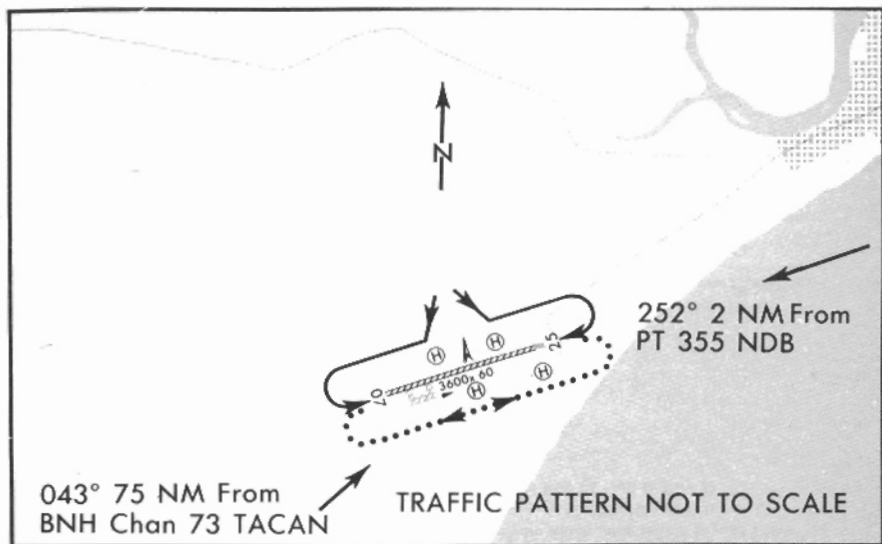 N
252° 2 NM From
PT 355 NDB
H
H
25
3600x 60
07
H
H
043° 75 NM From
BNH Chan 73 TACAN
TRAFFIC PATTERN NOT TO SCALE